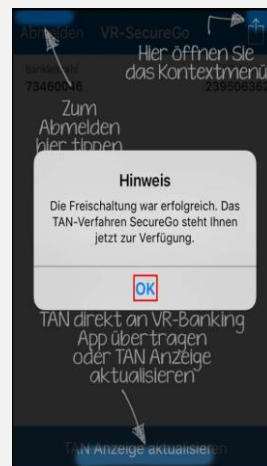 Abmelden VR-SecureGo
Hier öffnen Sie
das Kontextmenü
Bankleitzahl
73460046 239506362
Zum
Abmelden
hier tippen
Hinweis
Die Freischaltung war erfolgreich. Das
TAN-Verfahren SecureGo steht Ihnen
jetzt zur Verfügung.
OK
TAN direkt an VR-Banking
App übertragen
oder TAN Anzeige
aktualisieren
TAN Anzeige aktualisieren